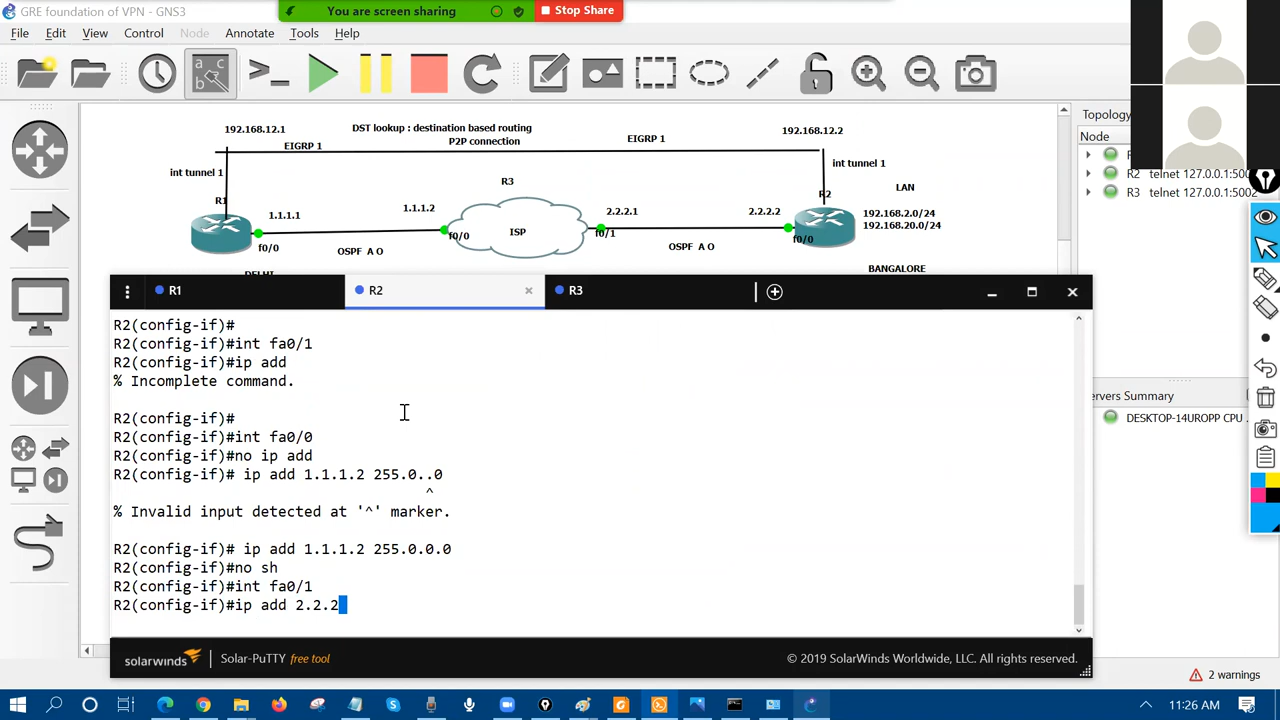 GRE foundation of VPN - GNS3
You are screen sharing
Stop Share
File Edit View Control Node Annotate Tools Help
192.168.12.1
DST lookup : destination based routing
P2P connection
192.168.12.2
EIGRP 1
EIGRP 1
int tunnel 1
int tunnel 1
R3
LAN
R1
R2
1.1.1.1
1.1.1.2
2.2.2.1
2.2.2.2
192.168.2.0/24
192.168.20.0/24
f0/0
f0/0
ISP
f0/1
f0/0
OSPF A O
OSPF A O
DELHI
BANGALORE
Topology
Node
R2 telnet 127.0.0.1:500
R3 telnet 127.0.0.1:5002
ervers Summary
DESKTOP-14UROPP CPU
R1
R2
R3
R2(config-if)#
R2(config-if)#int fa0/1
R2(config-if)#ip add
% Incomplete command.
R2(config-if)#
R2(config-if)#int fa0/0
R2(config-if)#no ip add
R2(config-if)# ip add 1.1.1.2 255.0..0
^
% Invalid input detected at '^' marker.
R2(config-if)# ip add 1.1.1.2 255.0.0.0
R2(config-if)#no sh
R2(config-if)#int fa0/1
R2(config-if)#ip add 2.2.2
solarwinds
Solar-PuTTY free tool
© 2019 SolarWinds Worldwide, LLC. All rights reserved.
2 warnings
11:26 AM